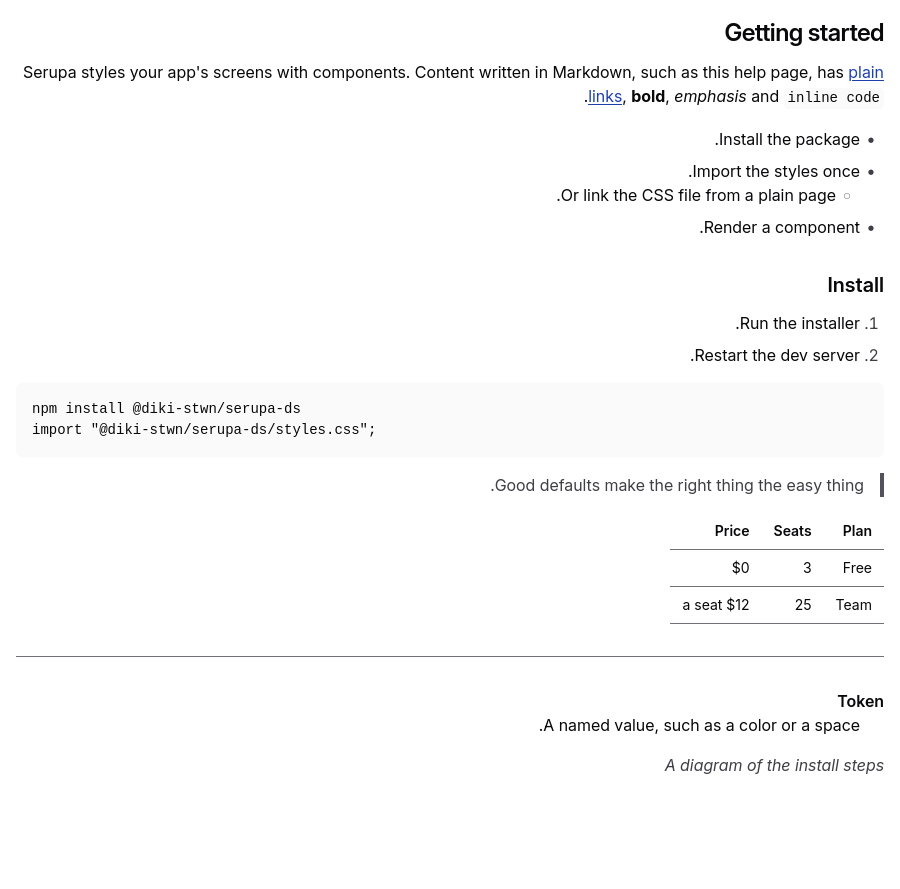 Getting started
Serupa styles your app's screens with components. Content written in Markdown, such as this help page, has plain
links, bold, emphasis and inline code.
• Install the package.
• Import the styles once.
◦ Or link the CSS file from a plain page.
• Render a component.
Install
1. Run the installer.
2. Restart the dev server.
npm install @diki-stwn/serupa-ds
import "@diki-stwn/serupa-ds/styles.css";
Good defaults make the right thing the easy thing.
Plan Seats Price
Free 3 $0
Team 25 $12 a seat
Token
A named value, such as a color or a space.
A diagram of the install steps